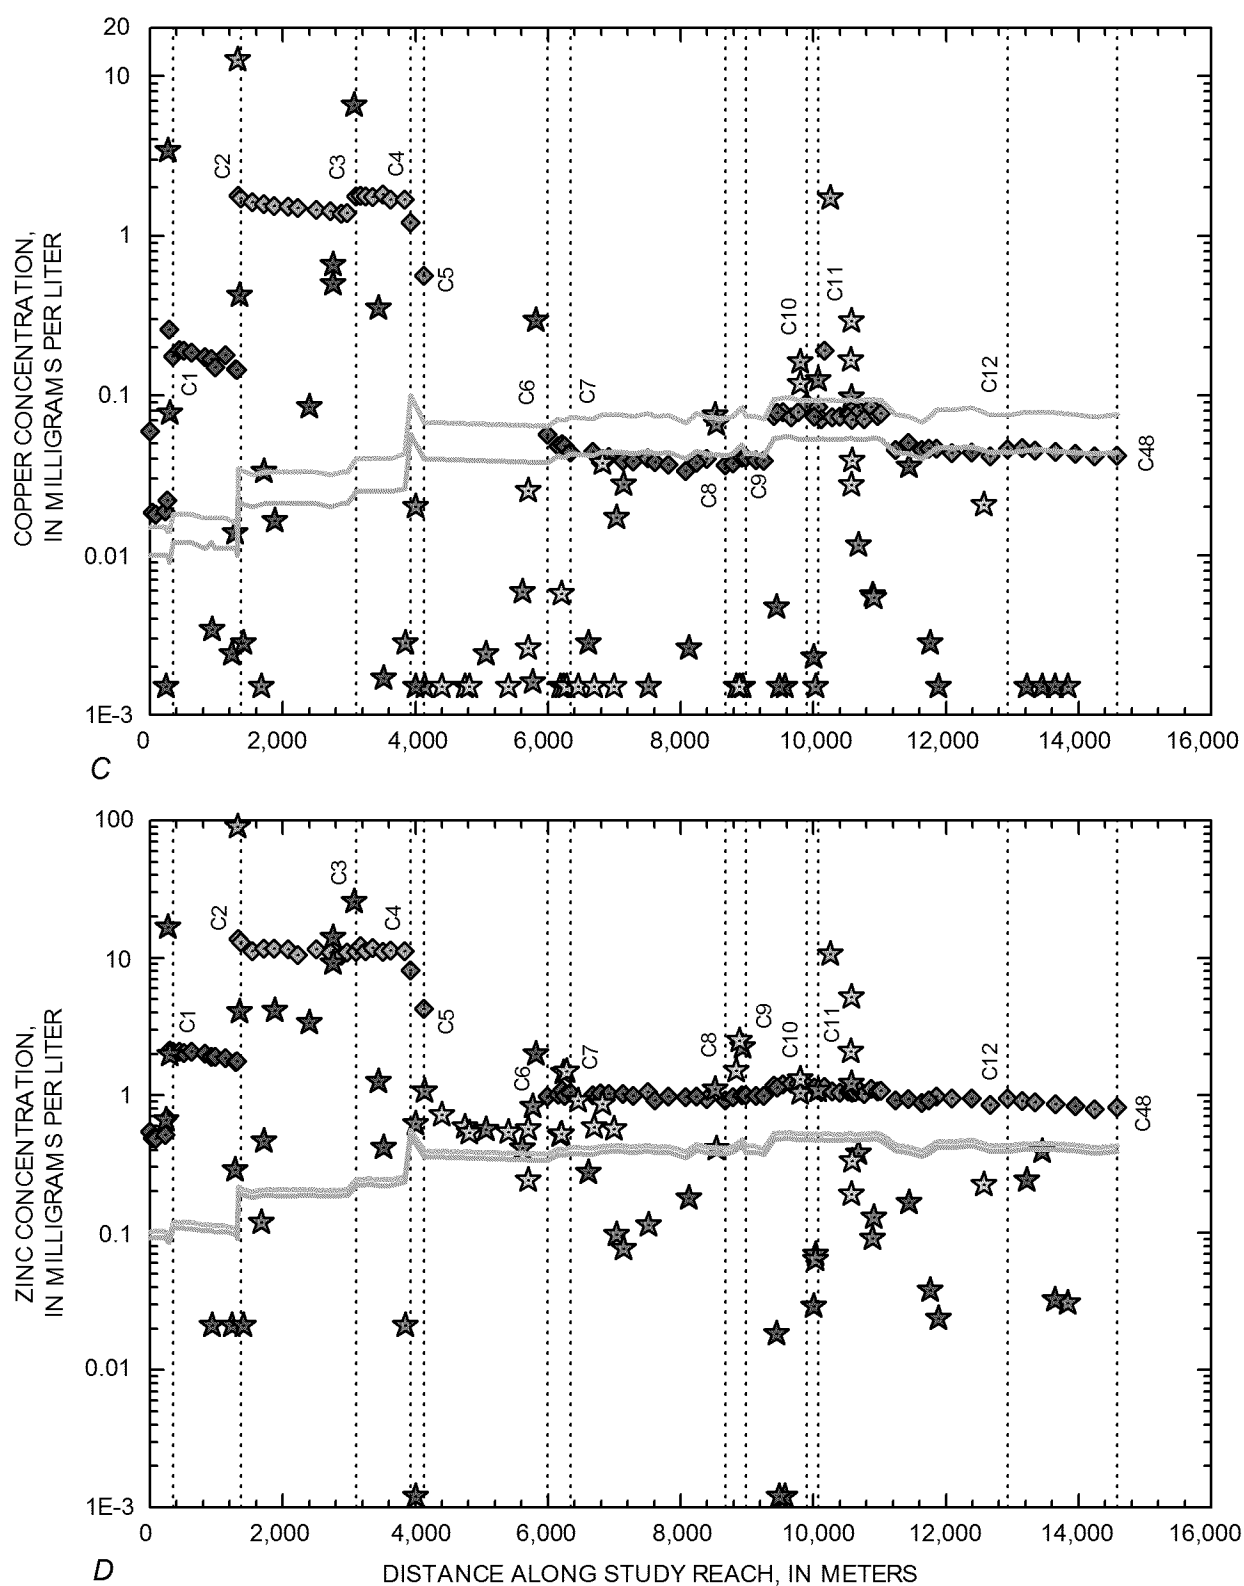 20
10
1
0.1
0.01
1E-3
COPPER CONCENTRATION,
IN MILLIGRAMS PER LITER
C1
C2
C3
C4
C5
C6
C7
C8
C9
C10
C11
C12
C48
0 2,000 4,000 6,000 8,000 10,000 12,000 14,000 16,000
C
100
10
1
0.1
0.01
1E-3
ZINC CONCENTRATION,
IN MILLIGRAMS PER LITER
C1
C2
C3
C4
C5
C6
C7
C8
C9
C10
C11
C12
C48
0 2,000 4,000 6,000 8,000 10,000 12,000 14,000 16,000
D
DISTANCE ALONG STUDY REACH, IN METERS